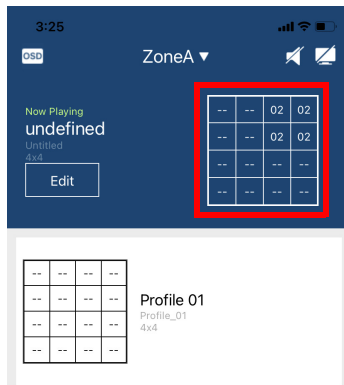 3:25
OSD
ZoneA ▼
Now Playing
undefined
Untitled
4x4
Edit
-- -- 02 02
-- -- 02 02
-- -- -- --
-- -- -- --
-- -- -- --
-- -- -- --
-- -- -- --
-- -- -- --
Profile 01
Profile_01
4x4